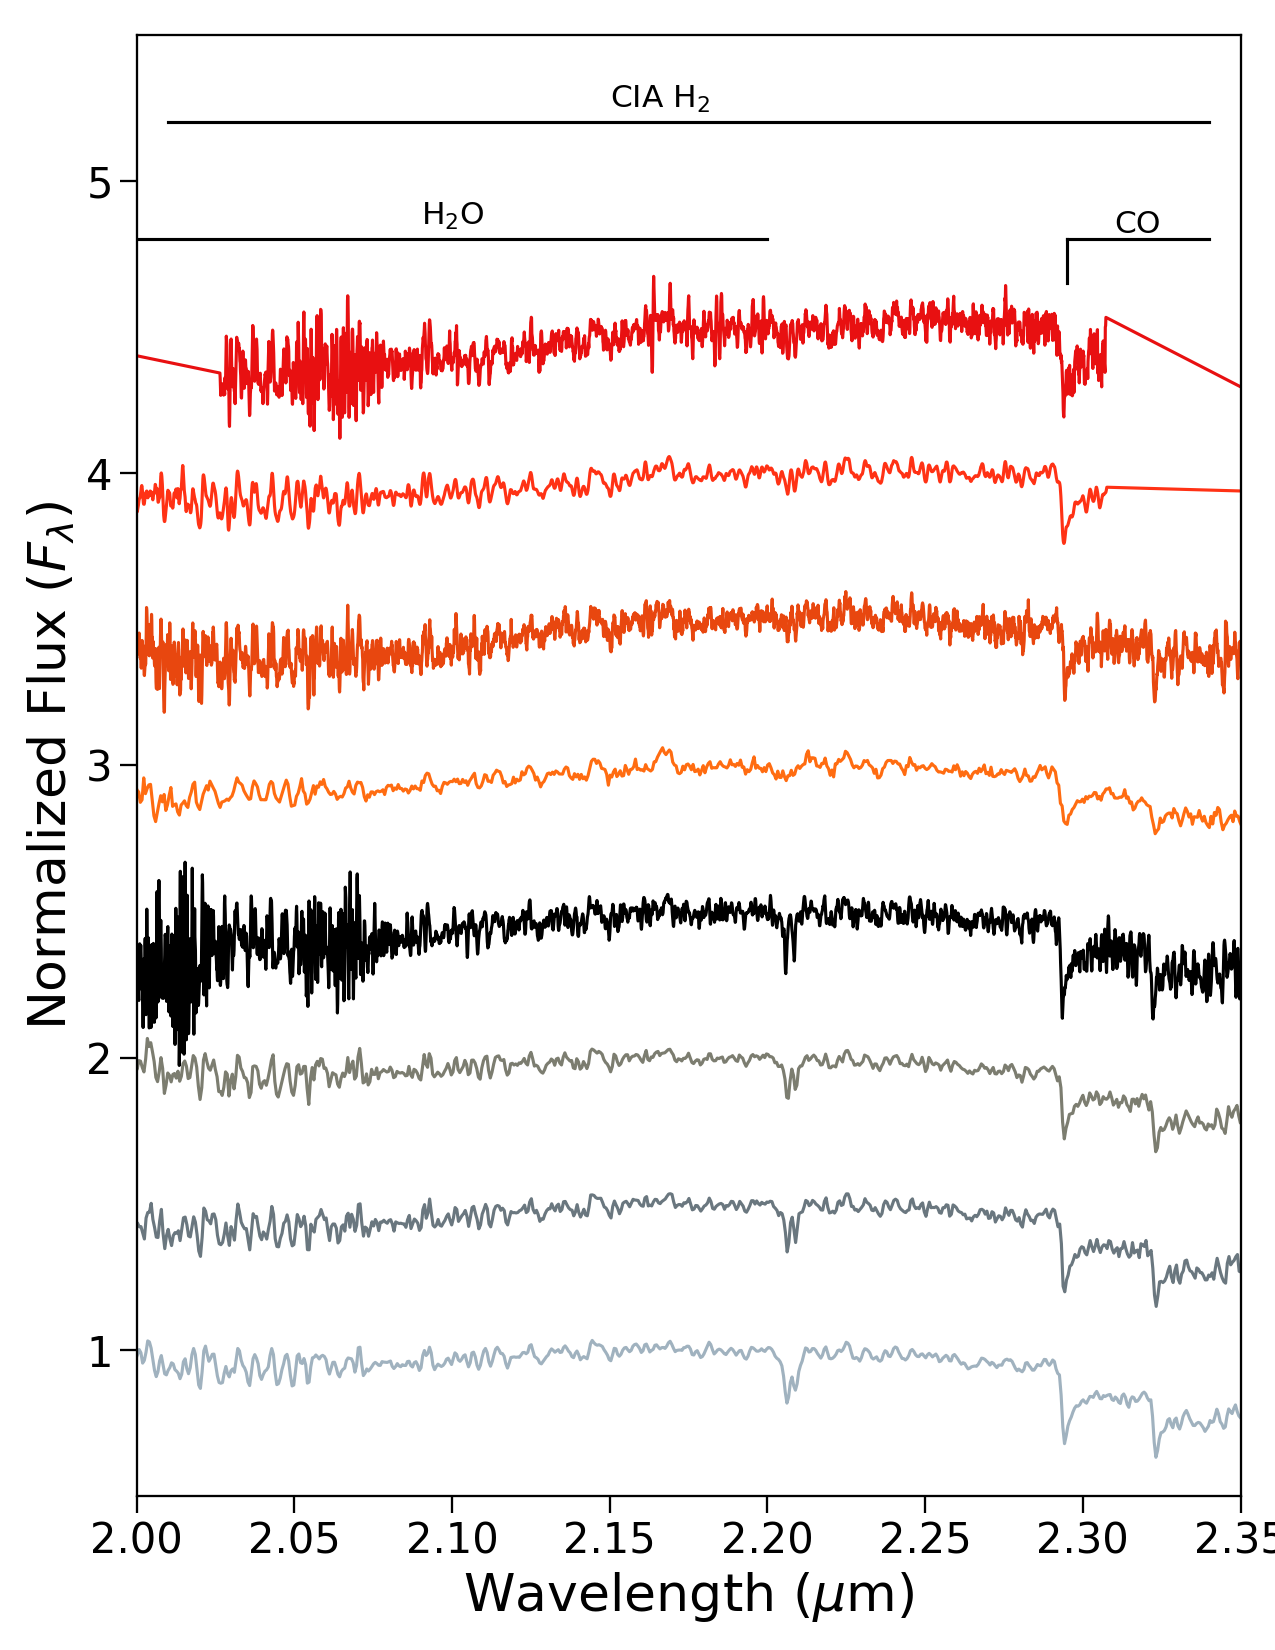 CIA H₂
5
H₂O
CO
4
3
2
1
Normalized Flux (Fλ)
2.00 2.05 2.10 2.15 2.20 2.25 2.30 2.35
Wavelength (μm)